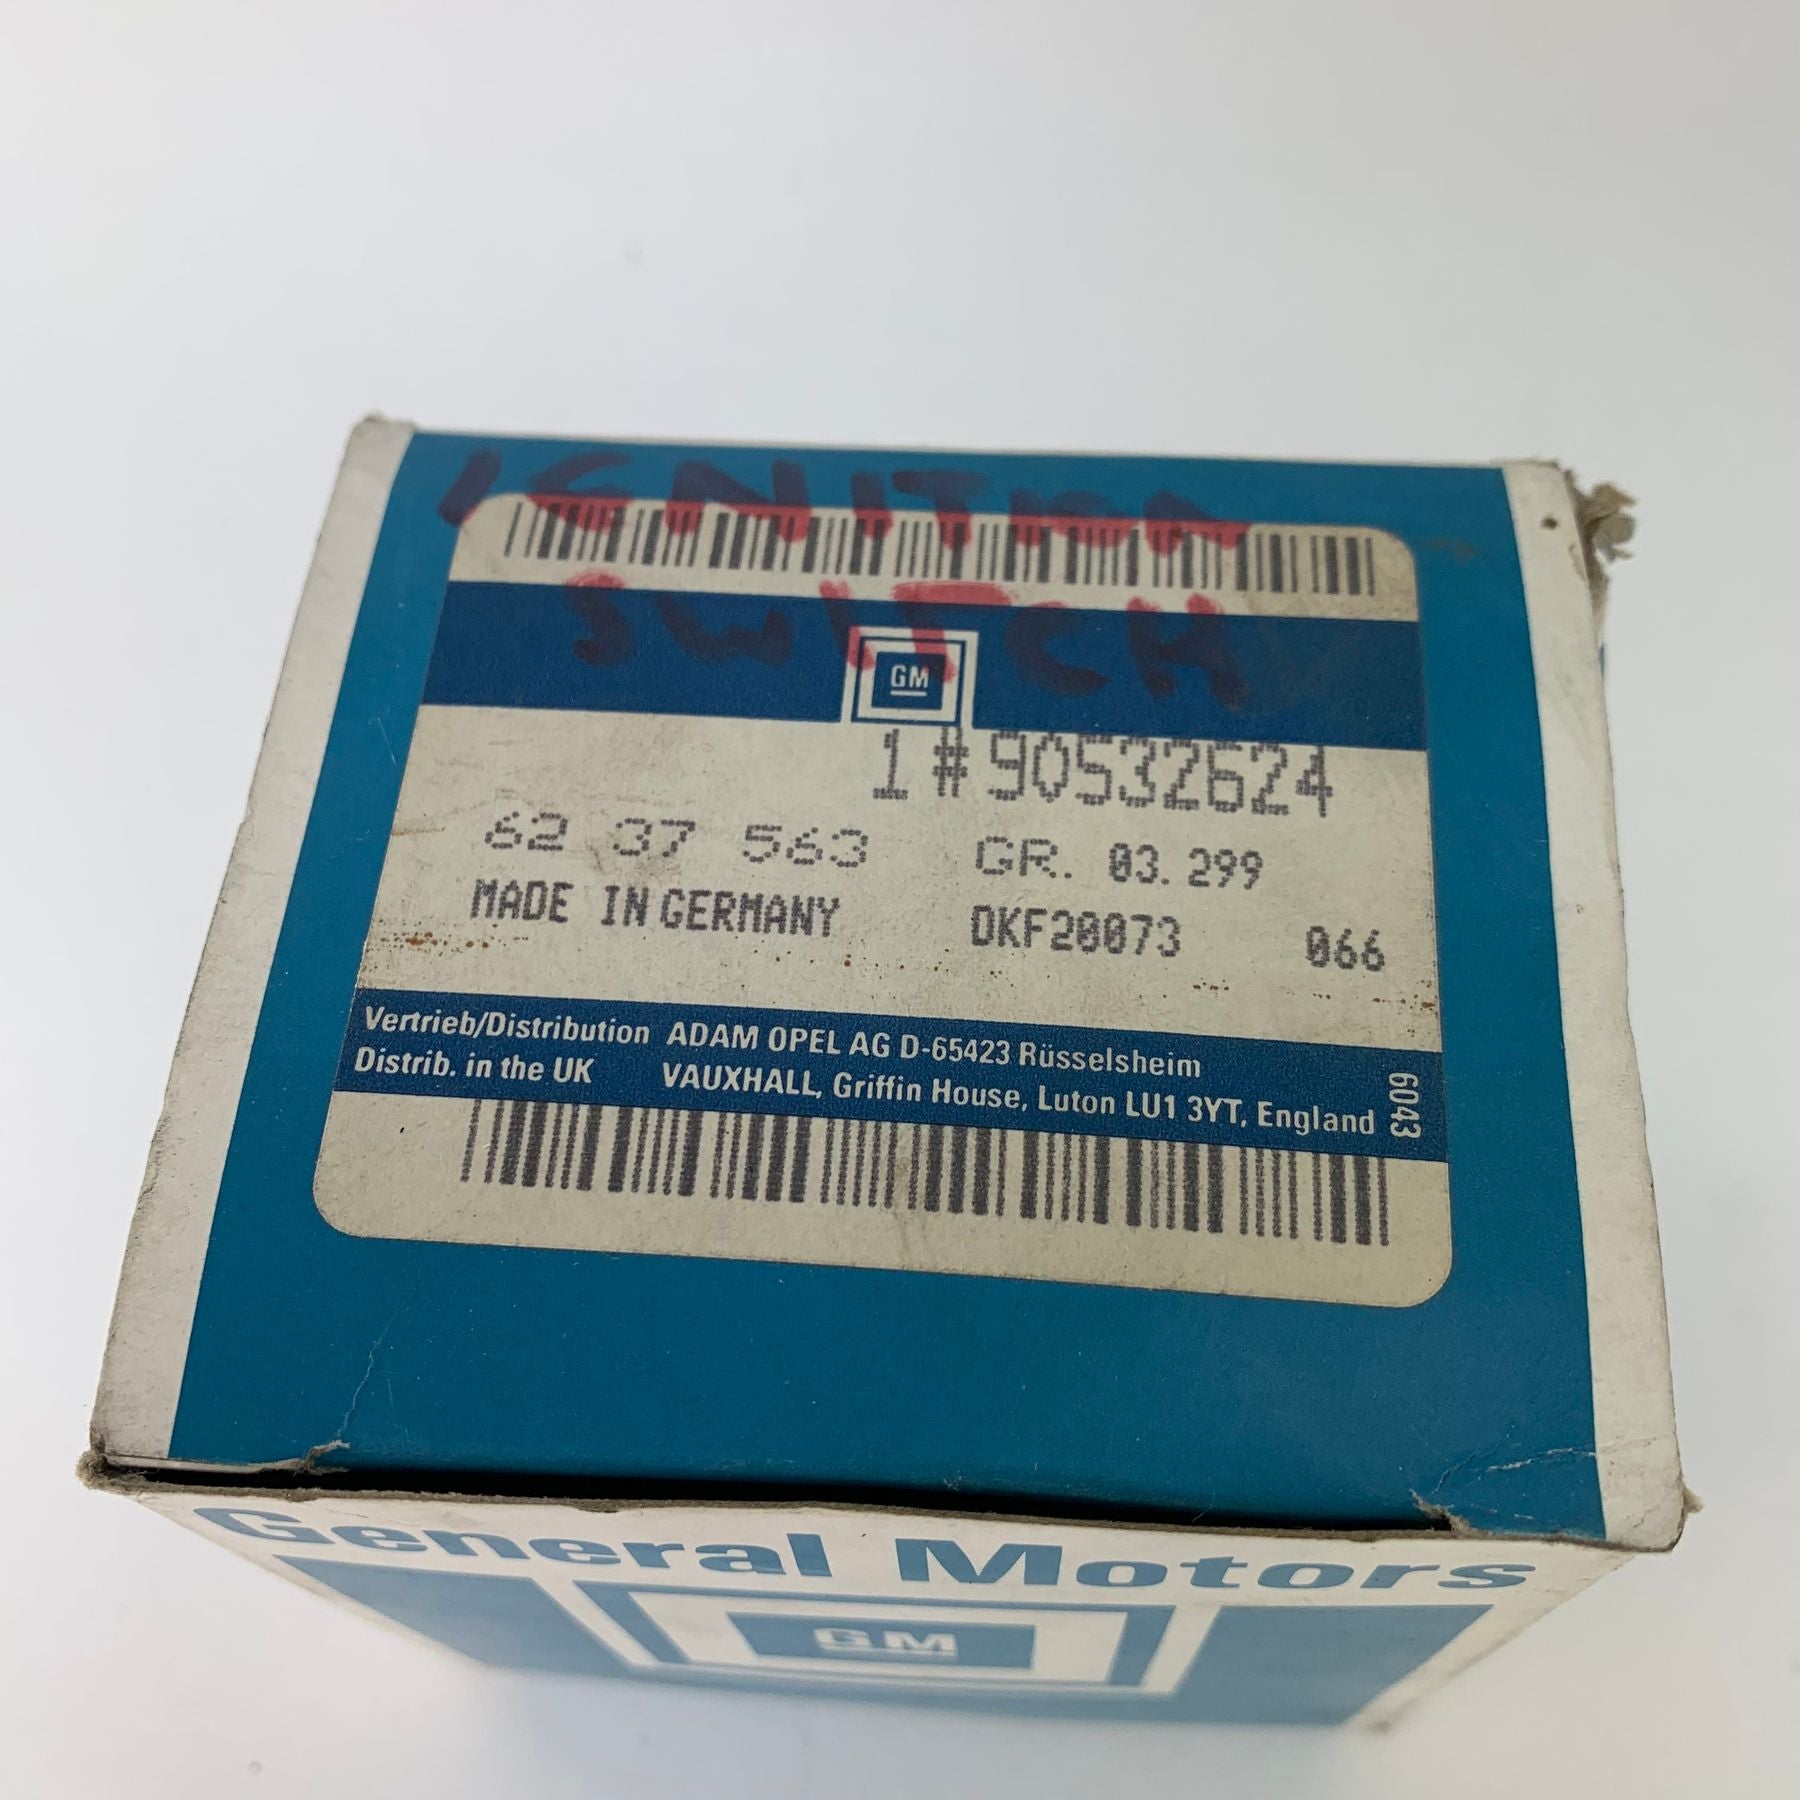 IGNITION
SWITCH
GM
1 #90532624
62 37 563 GR. 03. 299
MADE IN GERMANY DKF20073 066
Vertrieb/Distribution ADAM OPEL AG D-65423 Rüsselsheim
Distrib. in the UK VAUXHALL, Griffin House, Luton LU1 3YT, England
6043
General Motors
GM